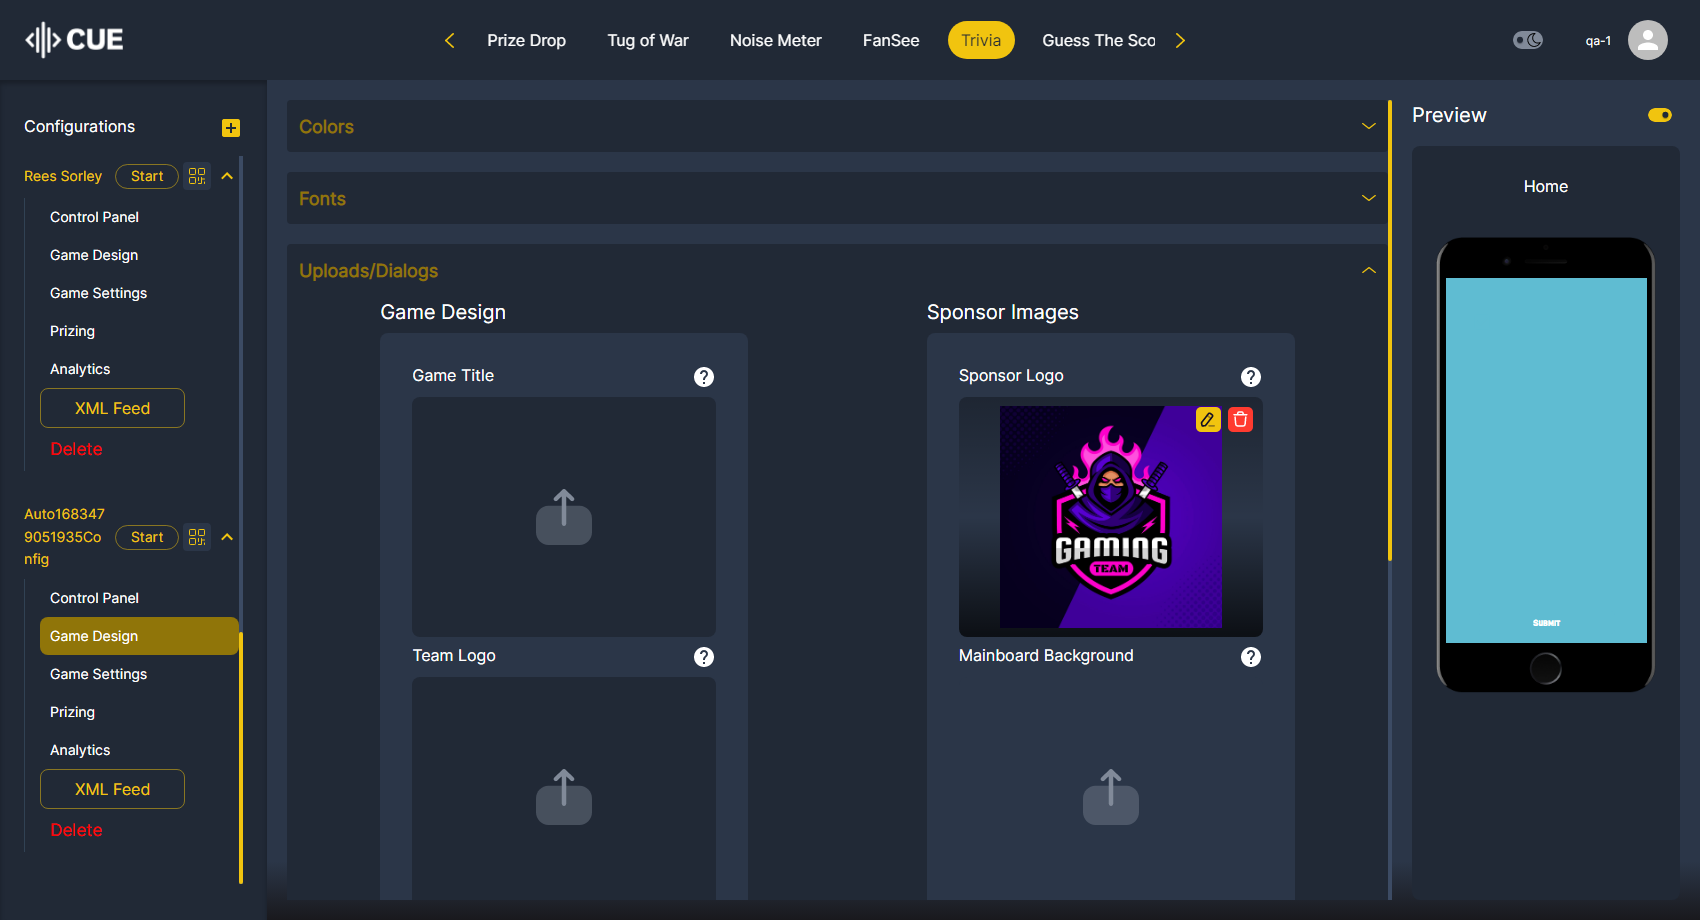 CUE
Prize Drop
Tug of War
Noise Meter
FanSee
Trivia
Guess The Sco
qa-1
Configurations
Rees Sorley
Start
Control Panel
Game Design
Game Settings
Prizing
Analytics
XML Feed
Delete
Auto168347
9051935Co
nfig
Start
Control Panel
Game Design
Game Settings
Prizing
Analytics
XML Feed
Delete
Colors
Fonts
Uploads/Dialogs
Game Design
Game Title
?
Team Logo
?
Sponsor Images
Sponsor Logo
?
GAMING
TEAM
Mainboard Background
?
Preview
Home
SUBMIT